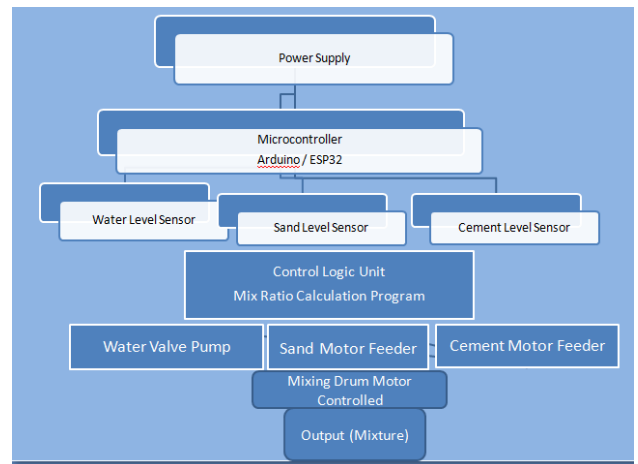 Power Supply
Microcontroller
Arduino / ESP32
Water Level Sensor
Sand Level Sensor
Cement Level Sensor
Control Logic Unit
Mix Ratio Calculation Program
Water Valve Pump
Sand Motor Feeder
Cement Motor Feeder
Mixing Drum Motor
Controlled
Output (Mixture)